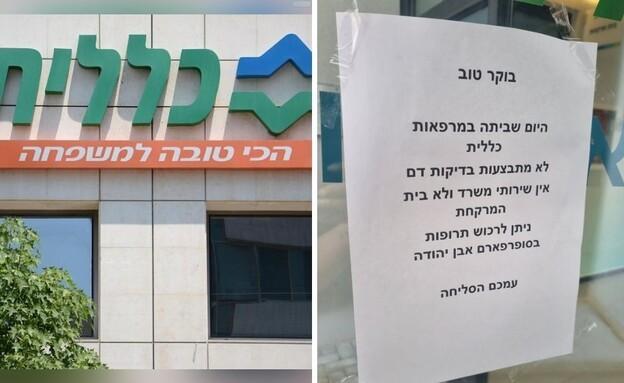 כללית
הכי טובה למשפחה
בוקר טוב
היום שביתה במרפאות
כללית
לא מתבצעות בדיקות דם
אין שירותי משרד ולא בית
המרקחת
ניתן לרכוש תרופות
בסופרפארם אבן יהודה
עמכם הסליחה